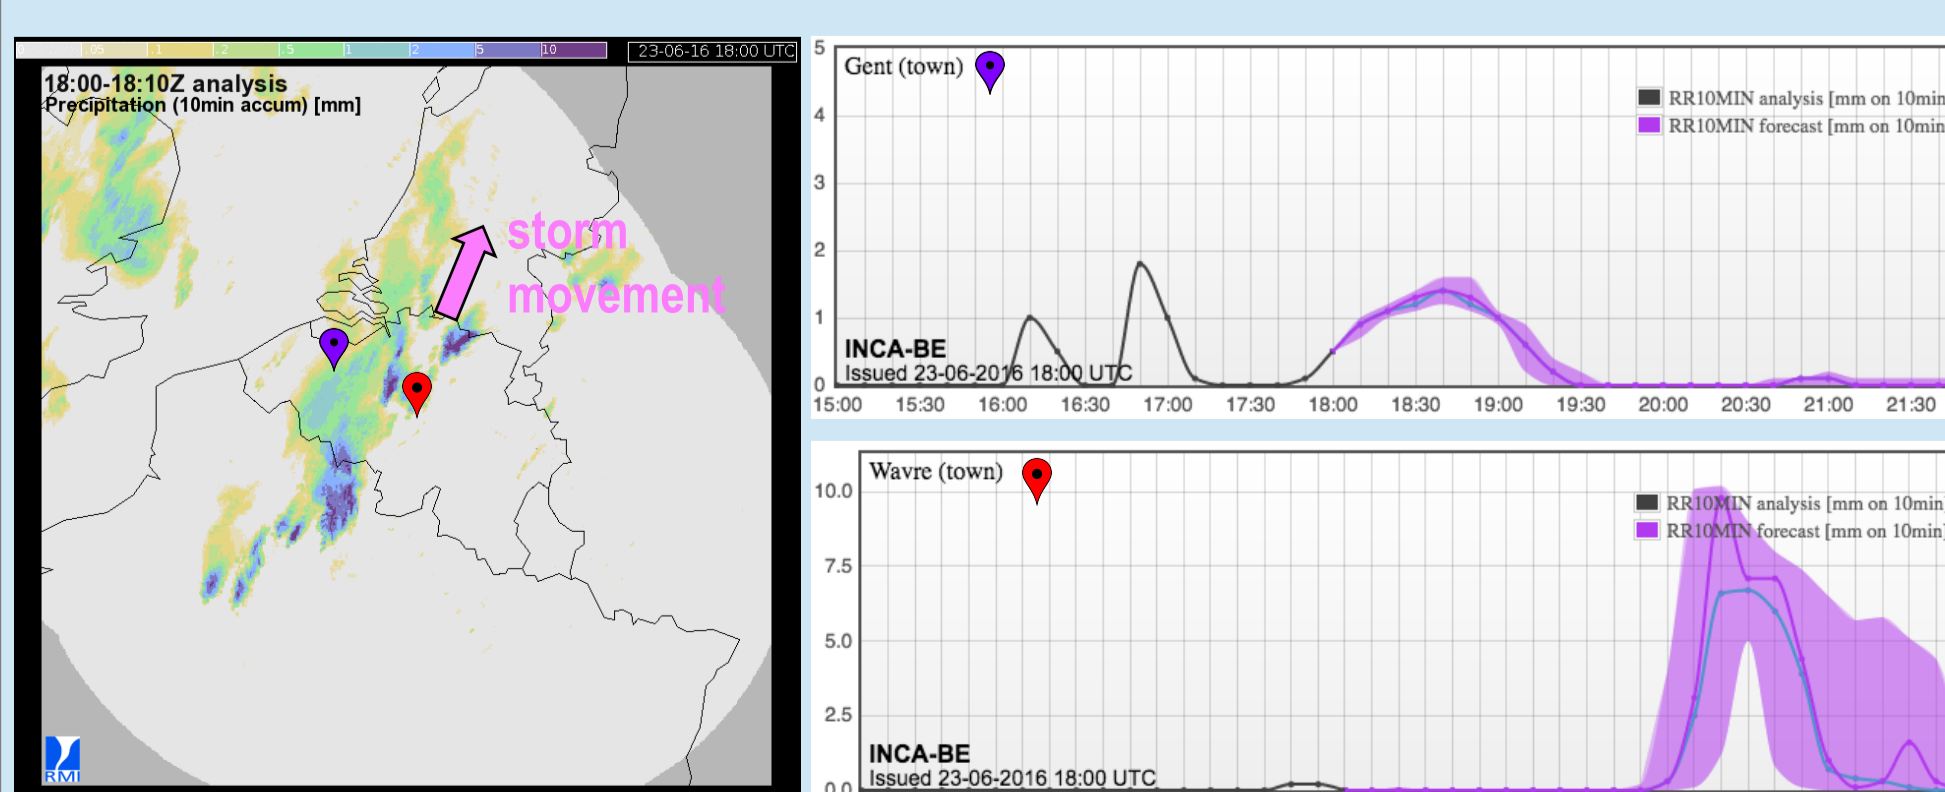 0 .05 .1 .2 .5 1 2 5 10
23-06-16 18:00 UTC
18:00-18:10Z analysis
Precipitation (10min accum) [mm]
storm
movement
RMI
Gent (town)
RR10MIN analysis [mm on 10min
RR10MIN forecast [mm on 10min
5
4
3
2
1
0
INCA-BE
Issued 23-06-2016 18:00 UTC
15:00 15:30 16:00 16:30 17:00 17:30 18:00 18:30 19:00 19:30 20:00 20:30 21:00 21:30
Wavre (town)
RR10MIN analysis [mm on 10min]
RR10MIN forecast [mm on 10min]
10.0
7.5
5.0
2.5
0.0
INCA-BE
Issued 23-06-2016 18:00 UTC